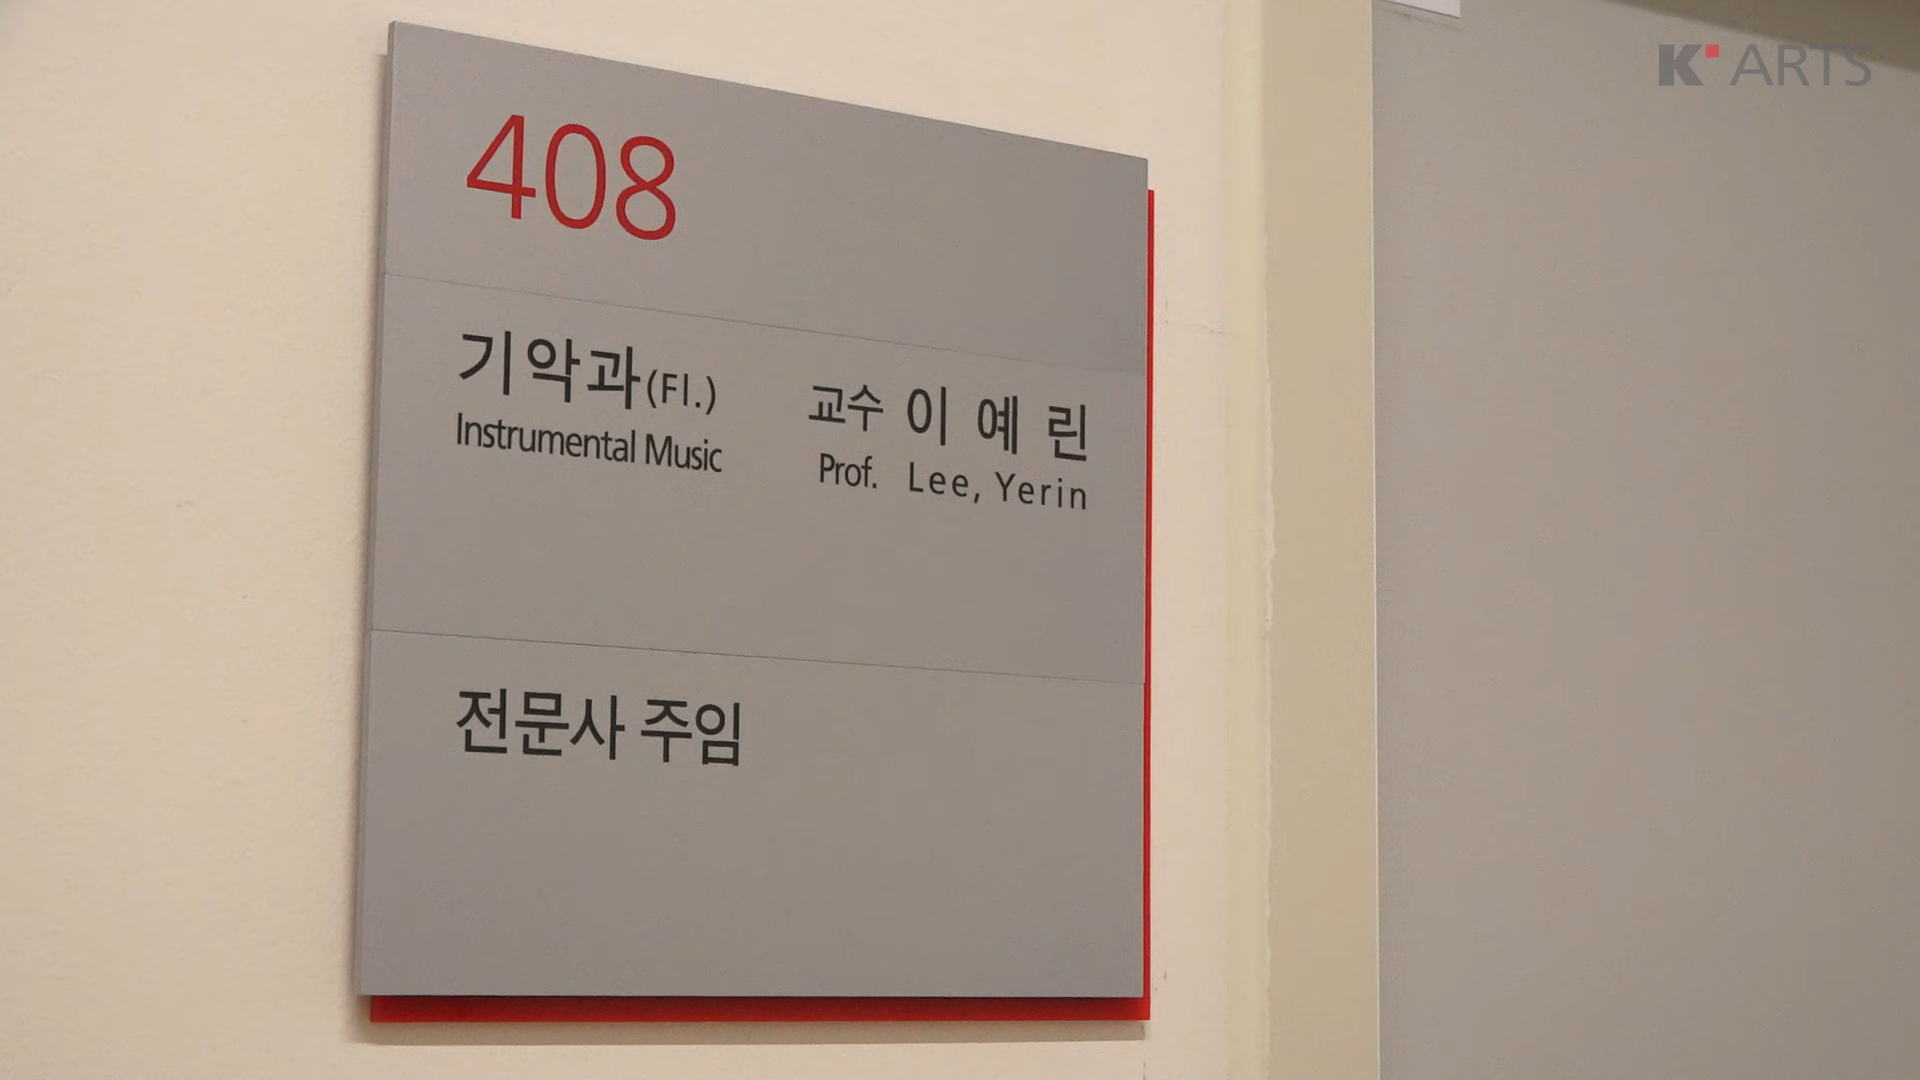 K ARTS
408
기악과(Fl.) 교수 이 예 린
Instrumental Music Prof. Lee, Yerin
전문사 주임